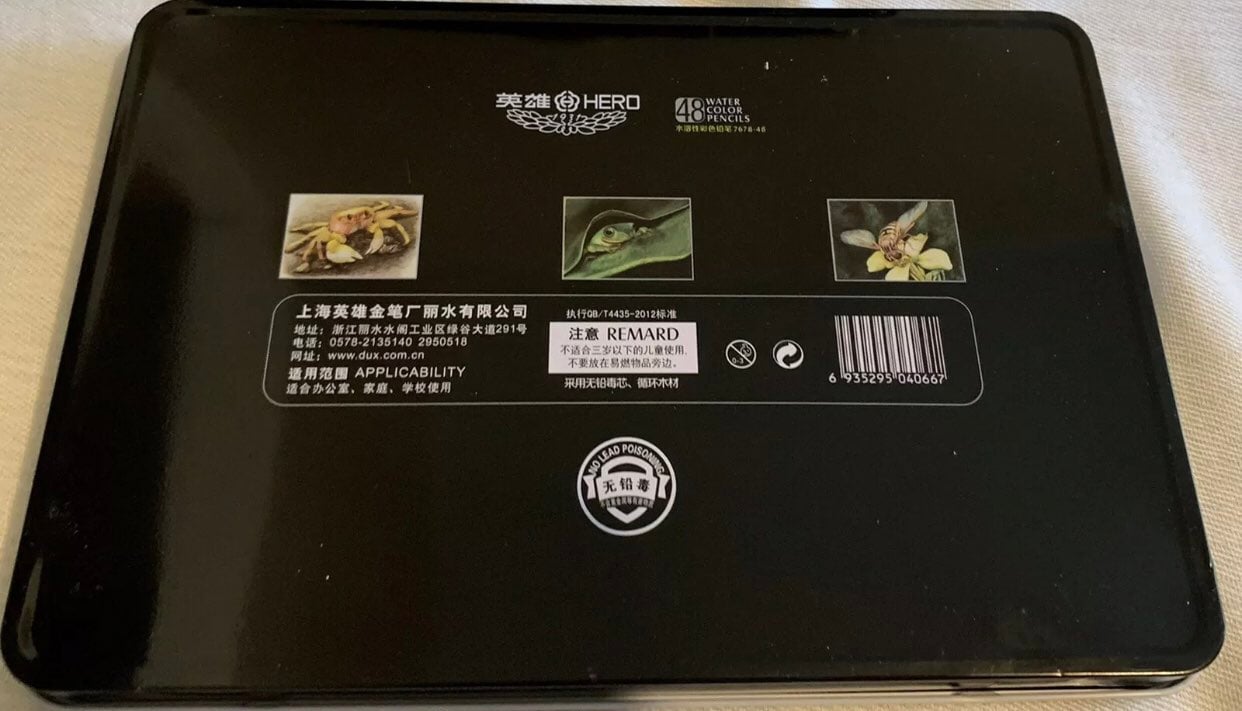 英雄 HERO
1931
48 WATER
COLOR
PENCILS
水溶性彩色铅笔7678-48
上海英雄金笔厂丽水有限公司
地址：浙江丽水水阁工业区绿谷大道291号
电话：0578-2135140 2950518
网址：www.dux.com.cn
适用范围 APPLICABILITY
适合办公室、家庭、学校使用
执行QB/T4435-2012标准
注意 REMARD
不适合三岁以下的儿童使用.
不要放在易燃物品旁边。
采用无铅毒芯、循环木材
0-3
6 935295 040667
NO LEAD POISONING
无铅毒